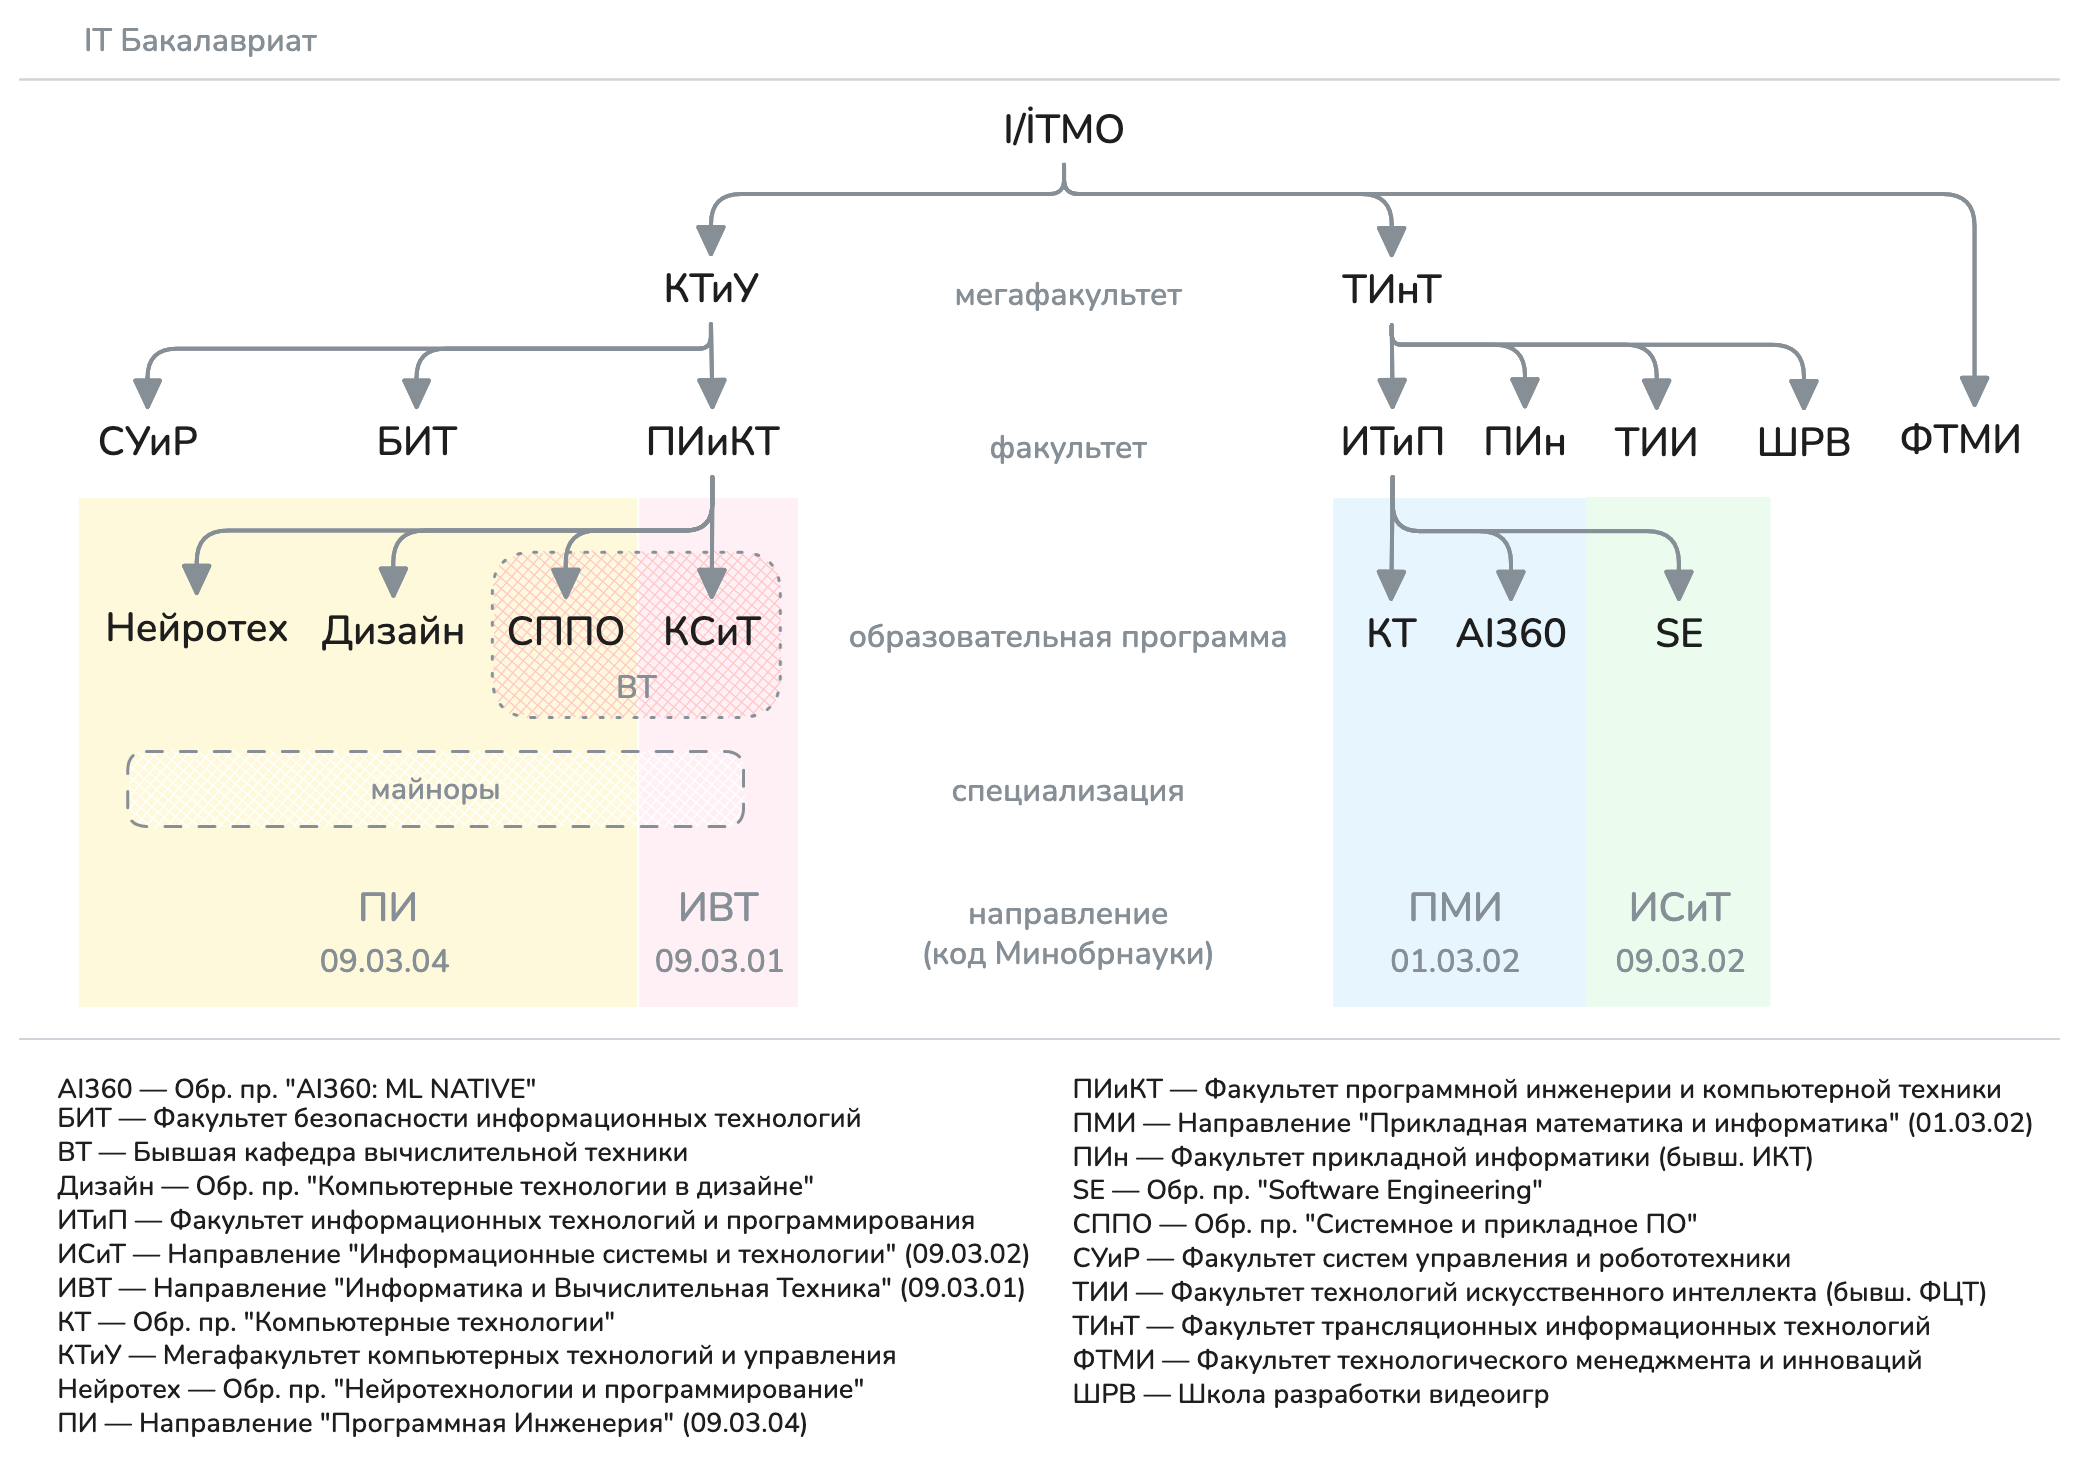 IT Бакалавриат
I/İTMO
КТиУ
мегафакультет
ТИнТ
СУиР
БИТ
ПИиКТ
факультет
ИТиП
ПИн
ТИИ
ШРВ
ФТМИ
Нейротех
Дизайн
СППО
КСиТ
образовательная программа
КТ
AI360
SE
ВТ
майноры
специализация
ПИ
ИВТ
направление
ПМИ
ИСиТ
09.03.04
09.03.01
(код Минобрнауки)
01.03.02
09.03.02
AI360 — Обр. пр. "AI360: ML NATIVE"
БИТ — Факультет безопасности информационных технологий
ВТ — Бывшая кафедра вычислительной техники
Дизайн — Обр. пр. "Компьютерные технологии в дизайне"
ИТиП — Факультет информационных технологий и программирования
ИСиТ — Направление "Информационные системы и технологии" (09.03.02)
ИВТ — Направление "Информатика и Вычислительная Техника" (09.03.01)
КТ — Обр. пр. "Компьютерные технологии"
КТиУ — Мегафакультет компьютерных технологий и управления
Нейротех — Обр. пр. "Нейротехнологии и программирование"
ПИ — Направление "Программная Инженерия" (09.03.04)
ПИиКТ — Факультет программной инженерии и компьютерной техники
ПМИ — Направление "Прикладная математика и информатика" (01.03.02)
ПИн — Факультет прикладной информатики (бывш. ИКТ)
SE — Обр. пр. "Software Engineering"
СППО — Обр. пр. "Системное и прикладное ПО"
СУиР — Факультет систем управления и робототехники
ТИИ — Факультет технологий искусственного интеллекта (бывш. ФЦТ)
ТИнТ — Факультет трансляционных информационных технологий
ФТМИ — Факультет технологического менеджмента и инноваций
ШРВ — Школа разработки видеоигр